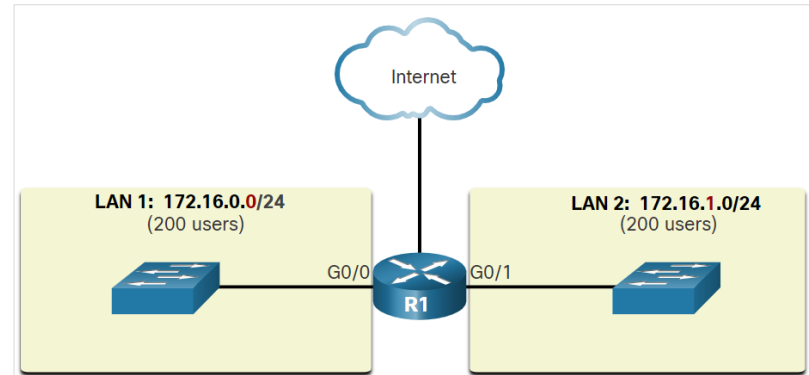 Internet
LAN 1: 172.16.0.0/24
(200 users)
LAN 2: 172.16.1.0/24
(200 users)
G0/0
G0/1
R1